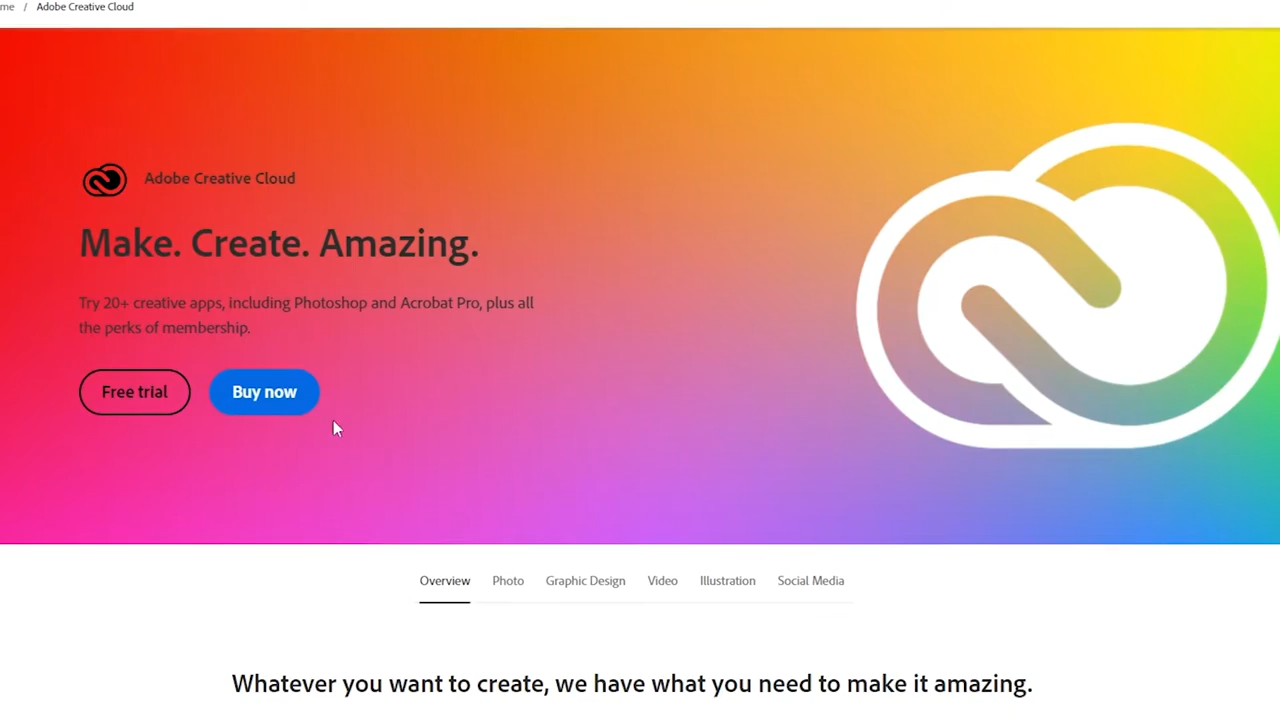 me / Adobe Creative Cloud
Adobe Creative Cloud
Make. Create. Amazing.
Try 20+ creative apps, including Photoshop and Acrobat Pro, plus all
the perks of membership.
Free trial Buy now
Overview Photo Graphic Design Video Illustration Social Media
Whatever you want to create, we have what you need to make it amazing.